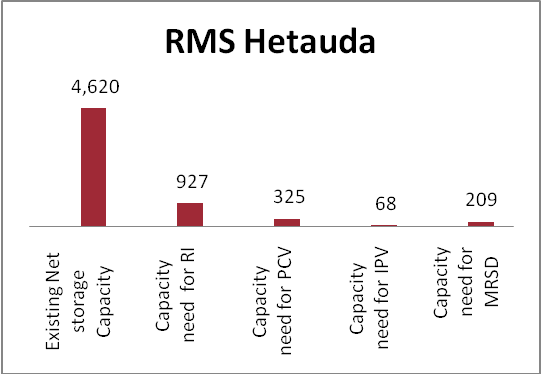 RMS Hetauda
4,620
927
325
68
209
Existing Net
storage
Capacity
Capacity
need for RI
Capacity
need for PCV
Capacity
need for IPV
Capacity
need for
MRSD